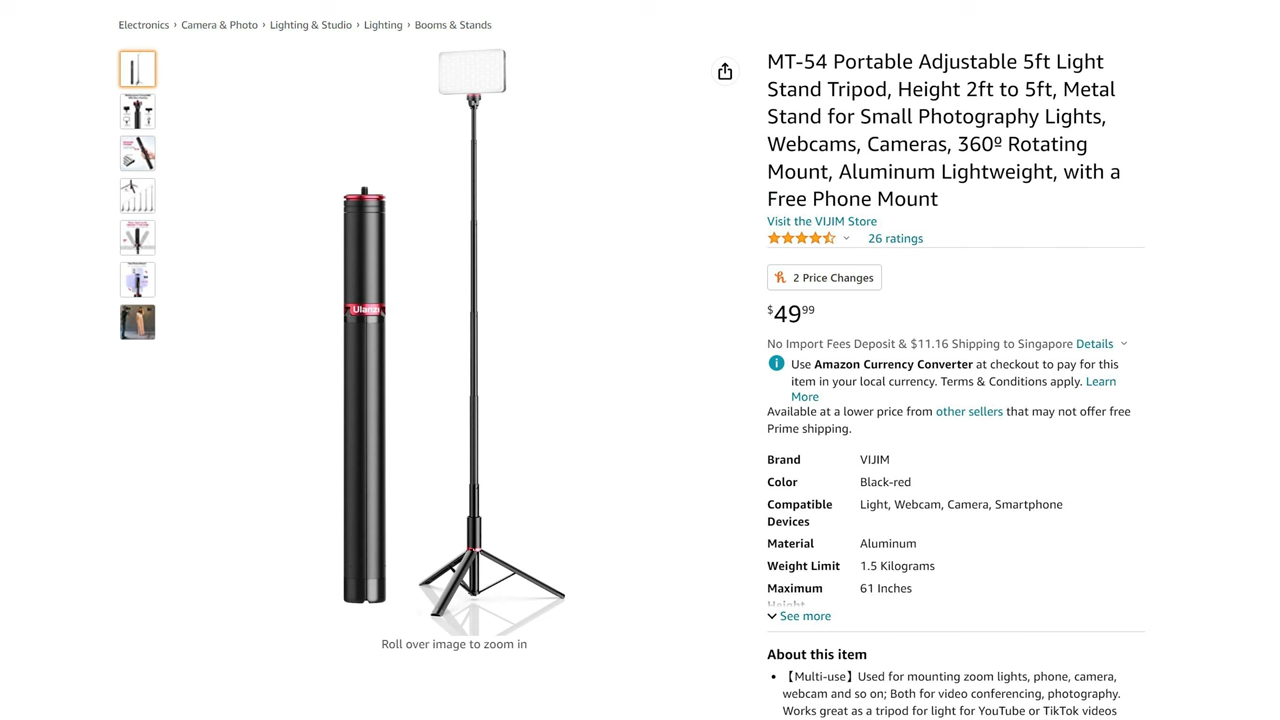 Electronics › Camera & Photo › Lighting & Studio › Lighting › Booms & Stands
MT-54 Portable Adjustable 5ft Light
Stand Tripod, Height 2ft to 5ft, Metal
Stand for Small Photography Lights,
Webcams, Cameras, 360º Rotating
Mount, Aluminum Lightweight, with a
Free Phone Mount
Visit the VIJIM Store
26 ratings
2 Price Changes
$49.99
No Import Fees Deposit & $11.16 Shipping to Singapore Details
Use Amazon Currency Converter at checkout to pay for this
item in your local currency. Terms & Conditions apply. Learn
More
Available at a lower price from other sellers that may not offer free
Prime shipping.
Brand VIJIM
Color Black-red
Compatible Light, Webcam, Camera, Smartphone
Devices
Material Aluminum
Weight Limit 1.5 Kilograms
Maximum 61 Inches
Height
See more
About this item
• 【Multi-use】Used for mounting zoom lights, phone, camera,
webcam and so on; Both for video conferencing, photography.
Works great as a tripod for light for YouTube or TikTok videos
Ulanzi
Roll over image to zoom in